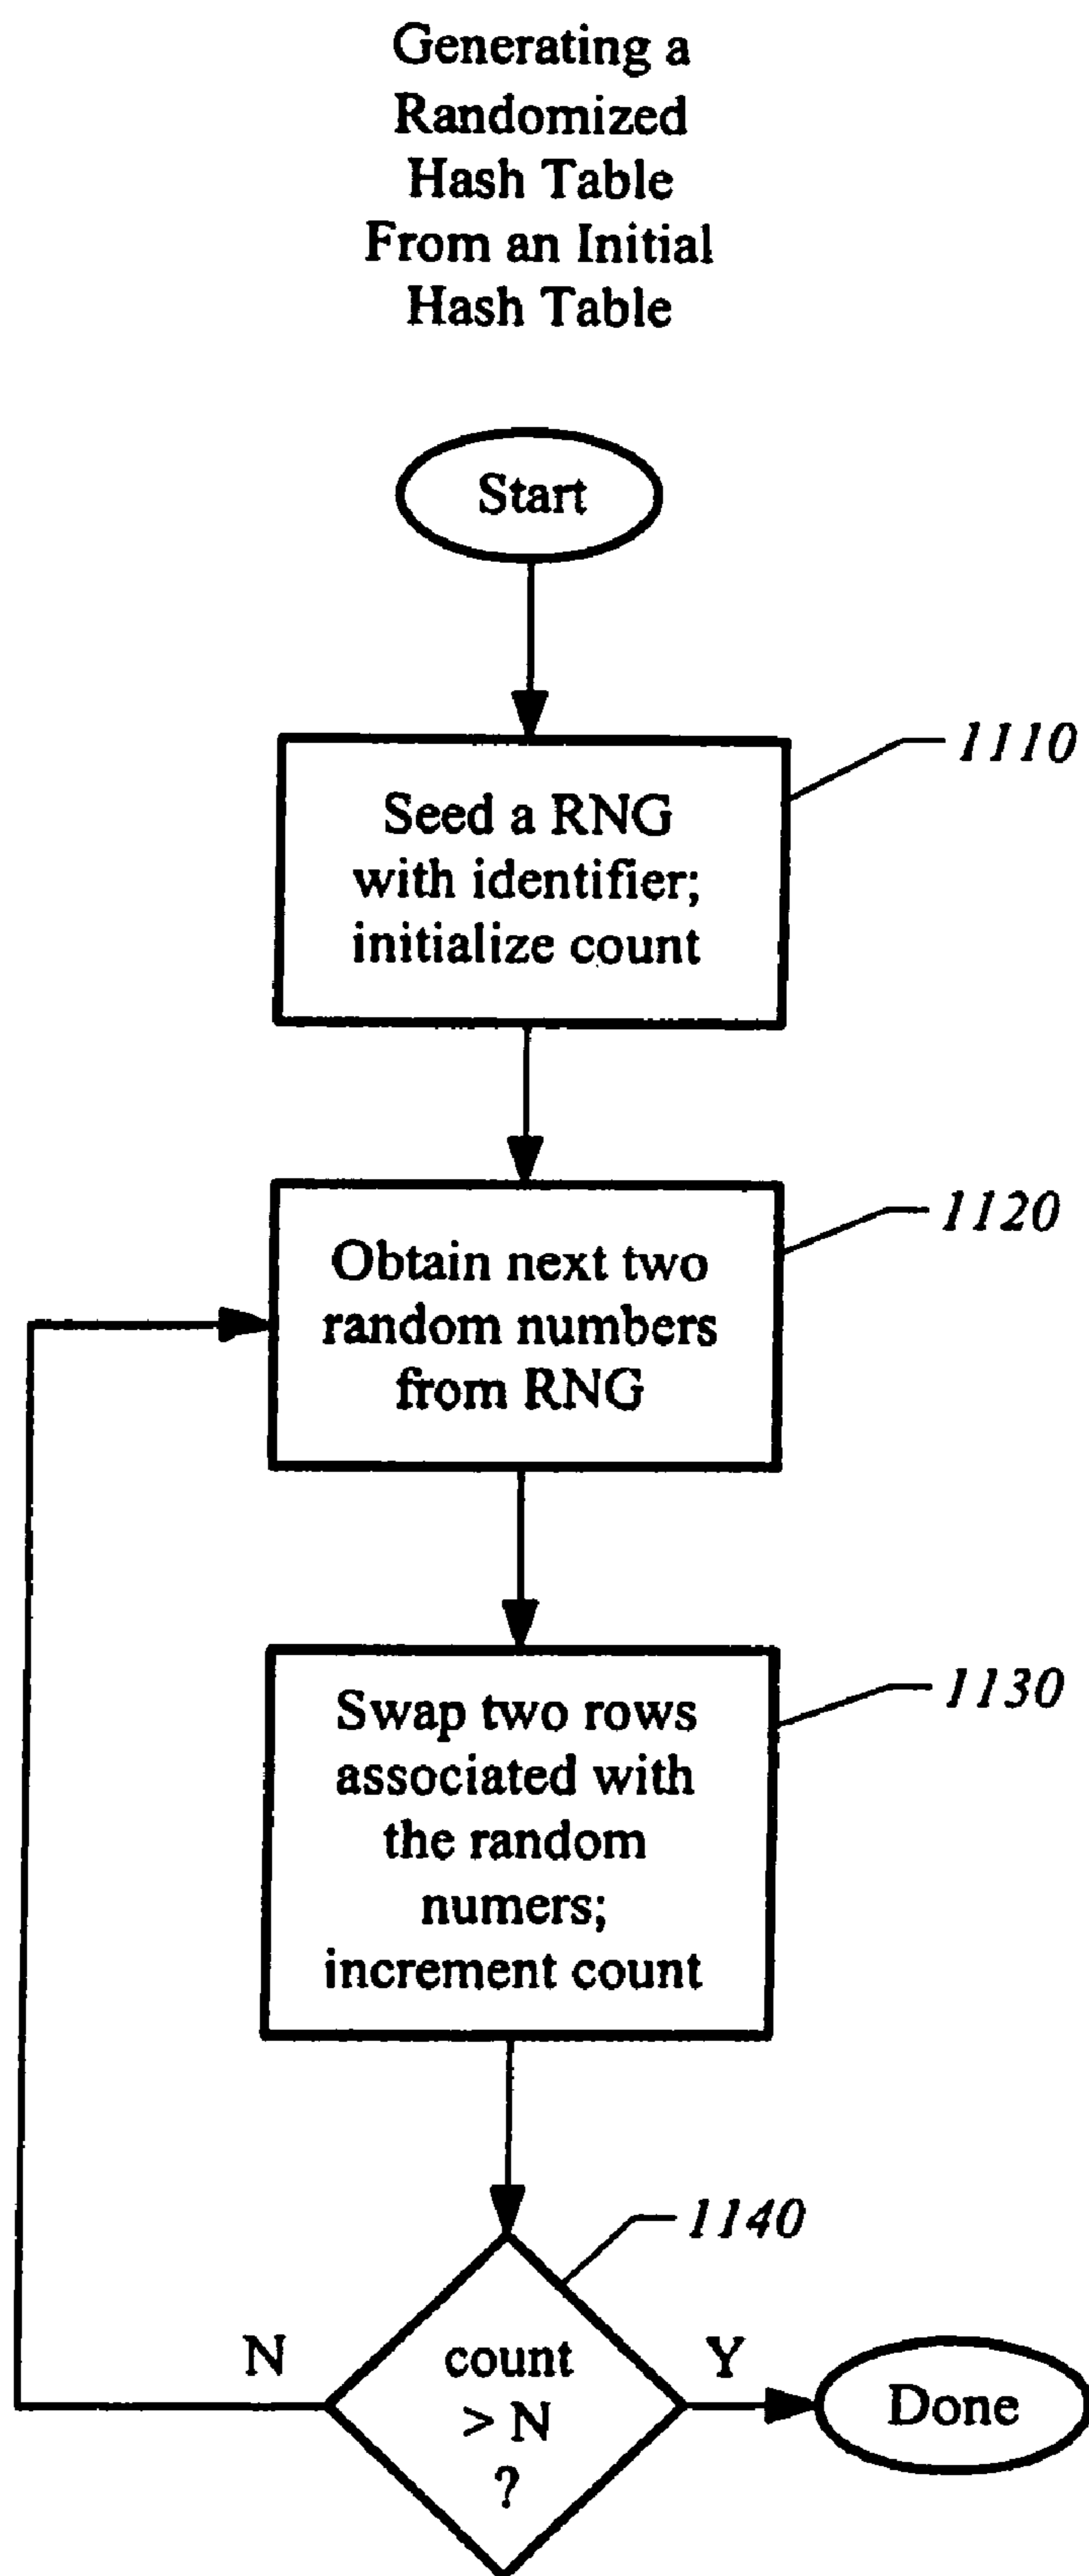 Generating a
Randomized
Hash Table
From an Initial
Hash Table
Start
1110
Seed a RNG
with identifier;
initialize count
1120
Obtain next two
random numbers
from RNG
1130
Swap two rows
associated with
the random
numers;
increment count
1140
count
> N
?
N
Y
Done